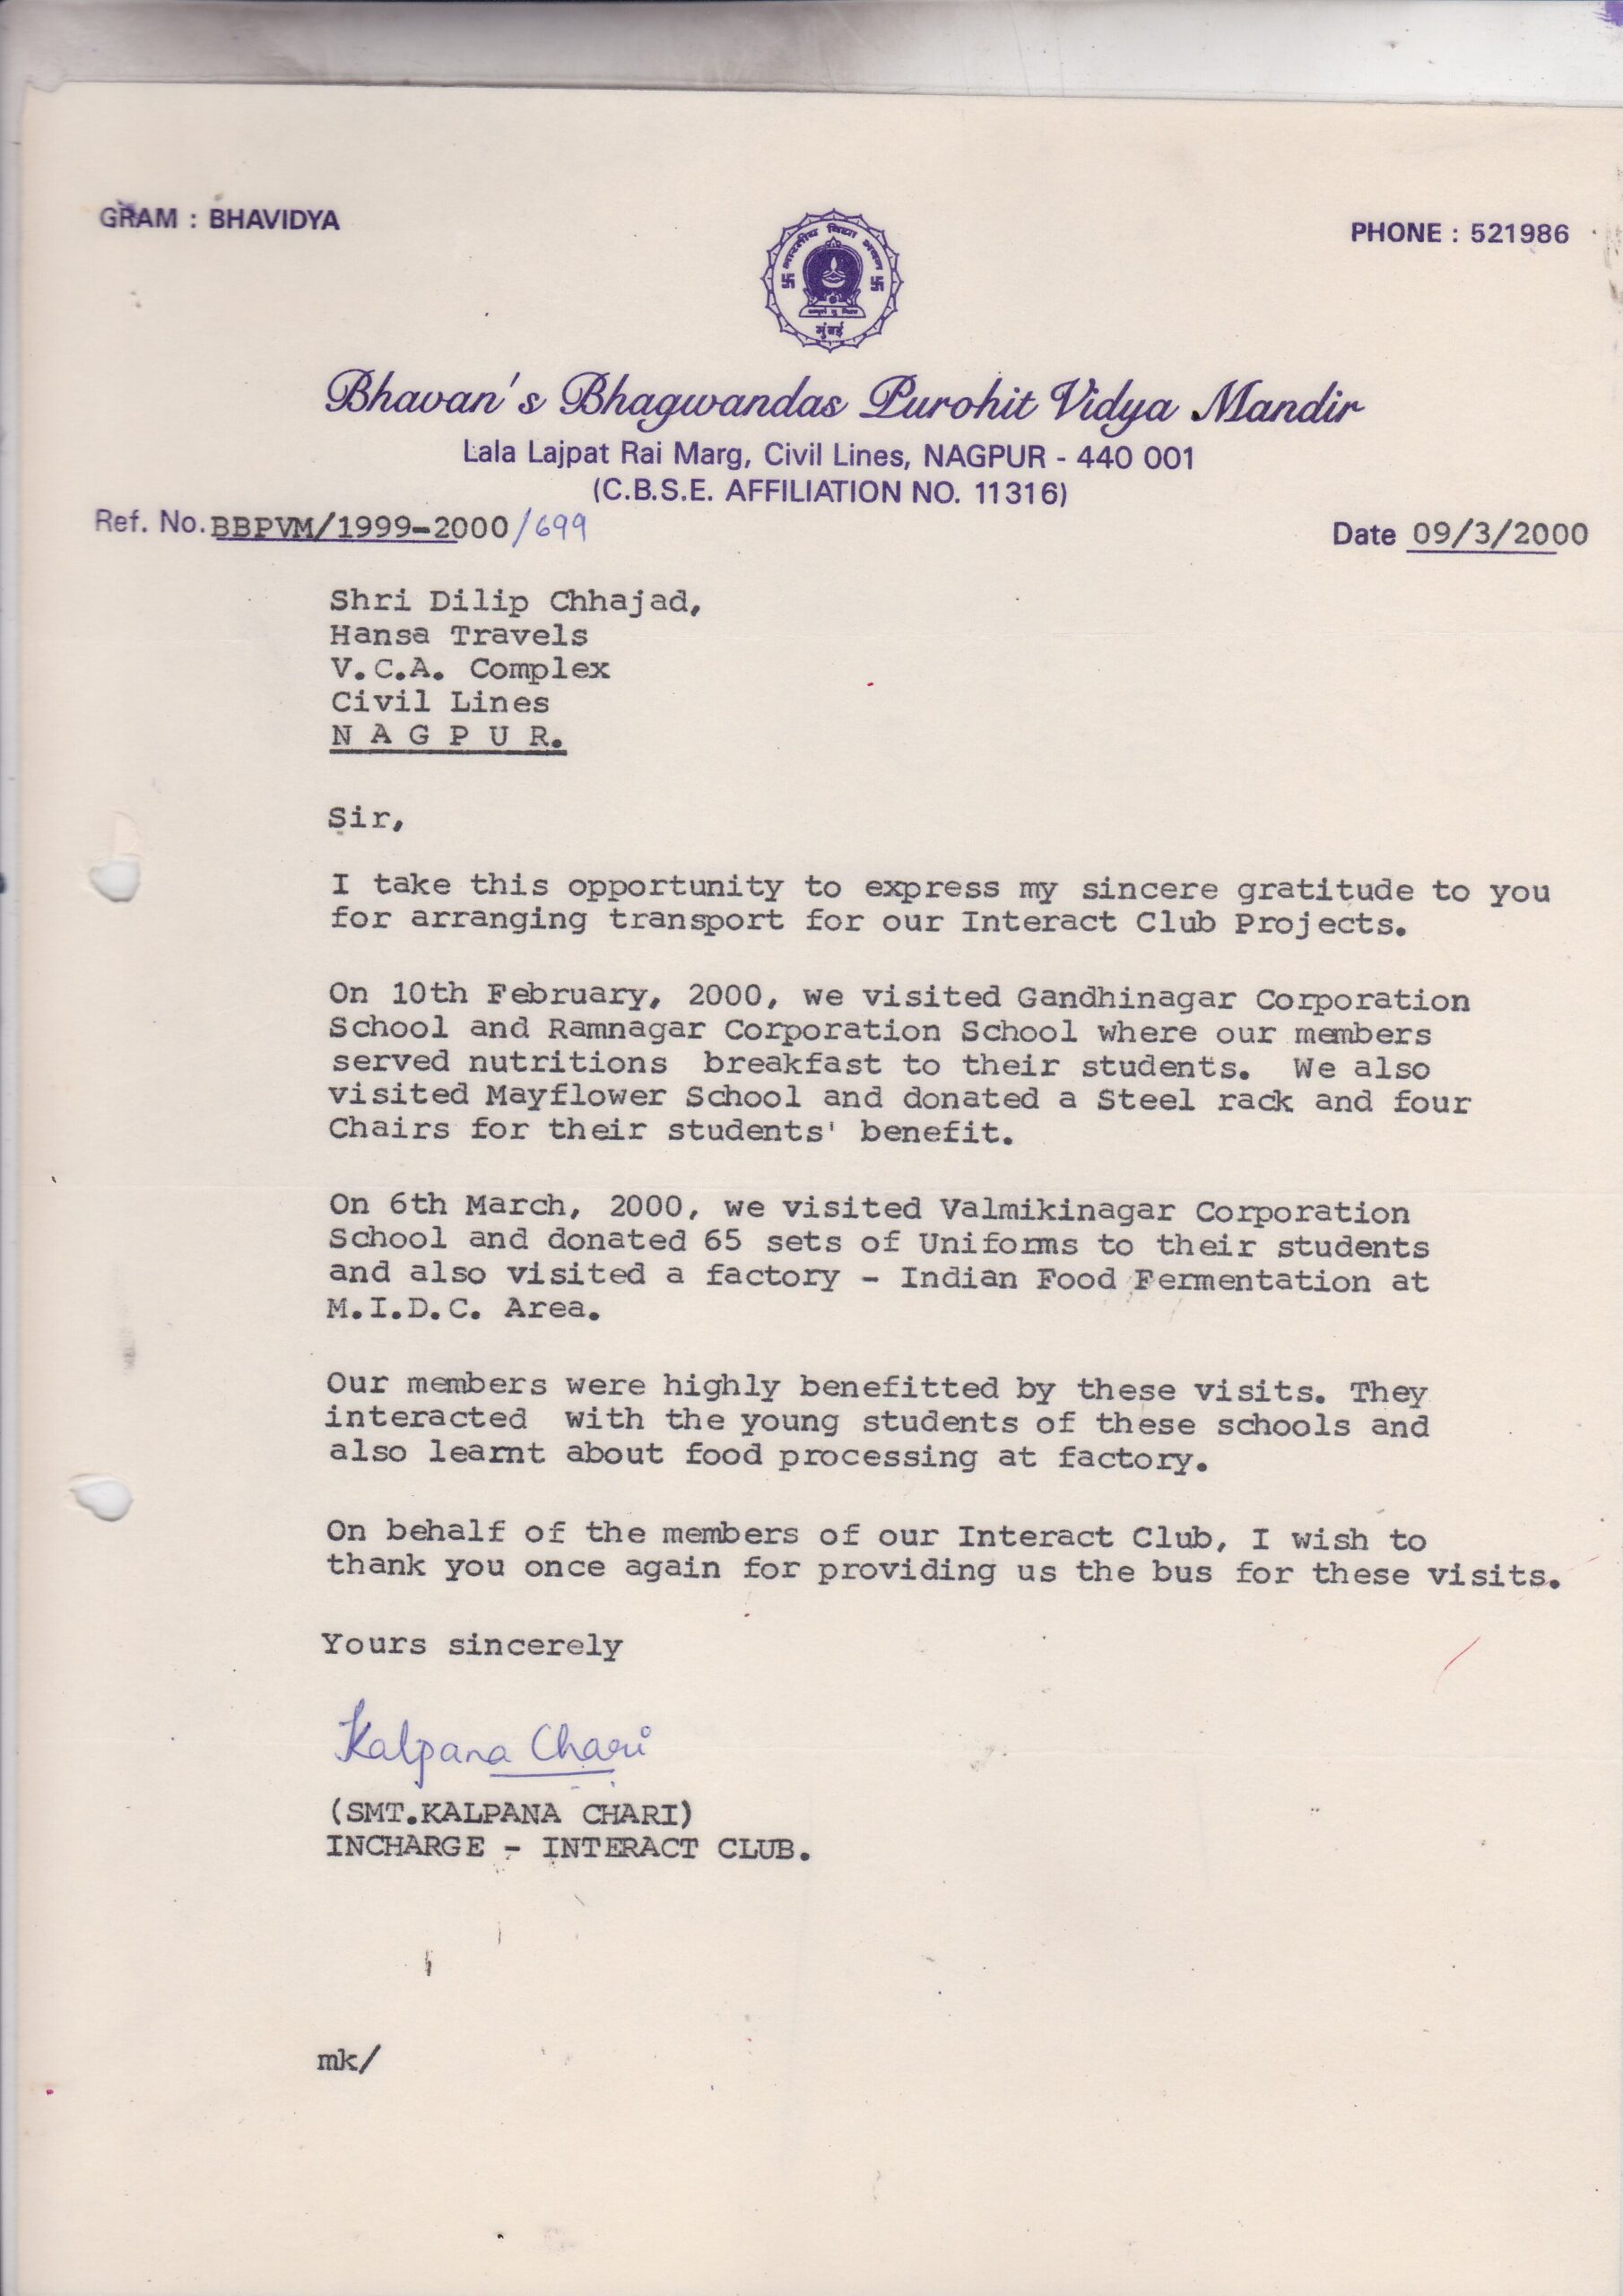 GRAM : BHAVIDYA
PHONE : 521986
भारतीय विद्या भवन
मुंबई
Bhavan's Bhagwandas Purohit Vidya Mandir
Lala Lajpat Rai Marg, Civil Lines, NAGPUR - 440 001
(C.B.S.E. AFFILIATION NO. 11316)
Ref. No. BBPVM/1999-2000/699
Date 09/3/2000
Shri Dilip Chhajad,
Hansa Travels
V.C.A. Complex
Civil Lines
N A G P U R.
Sir,
I take this opportunity to express my sincere gratitude to you
for arranging transport for our Interact Club Projects.
On 10th February, 2000, we visited Gandhinagar Corporation
School and Ramnagar Corporation School where our members
served nutritions breakfast to their students. We also
visited Mayflower School and donated a Steel rack and four
Chairs for their students' benefit.
On 6th March, 2000, we visited Valmikinagar Corporation
School and donated 65 sets of Uniforms to their students
and also visited a factory - Indian Food Fermentation at
M.I.D.C. Area.
Our members were highly benefitted by these visits. They
interacted with the young students of these schools and
also learnt about food processing at factory.
On behalf of the members of our Interact Club, I wish to
thank you once again for providing us the bus for these visits.
Yours sincerely
Kalpana Chari
(SMT.KALPANA CHARI)
INCHARGE - INTERACT CLUB.
mk/